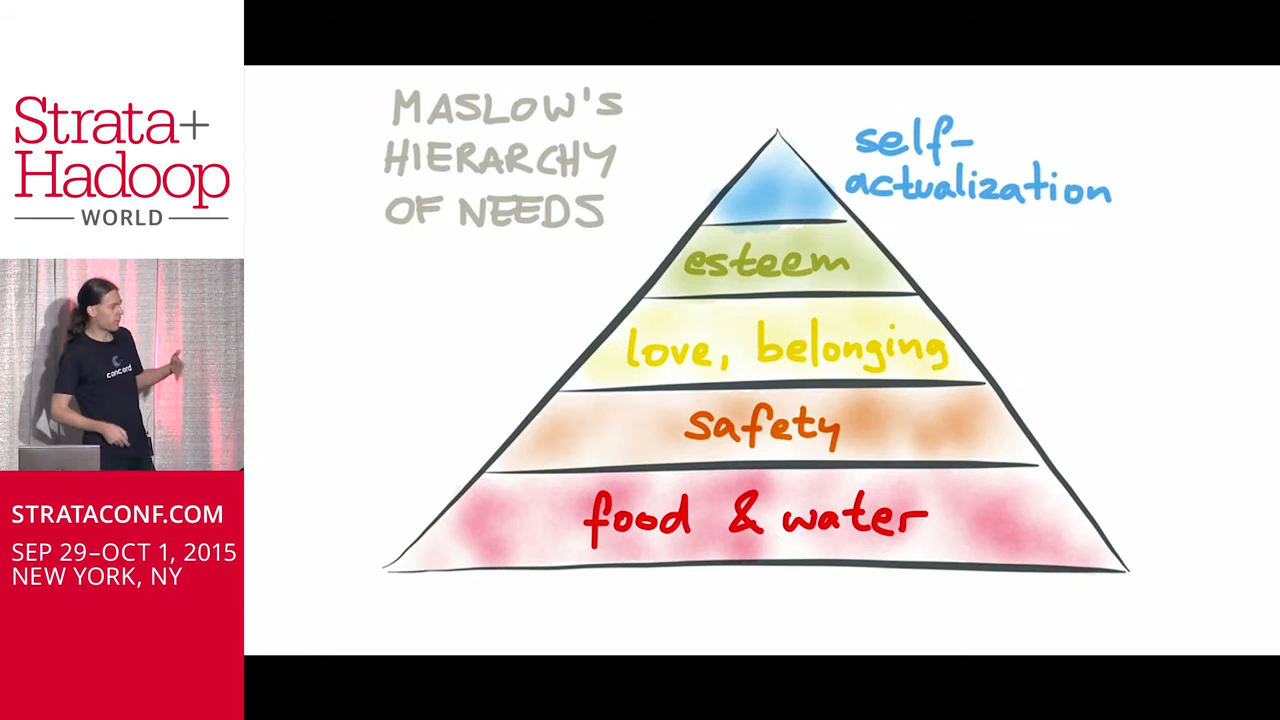 Strata+
Hadoop
WORLD
concord
STRATACONF.COM
SEP 29–OCT 1, 2015
NEW YORK, NY
MASLOW'S
HIERARCHY
OF NEEDS
self-
actualization
esteem
love, belonging
safety
food & water